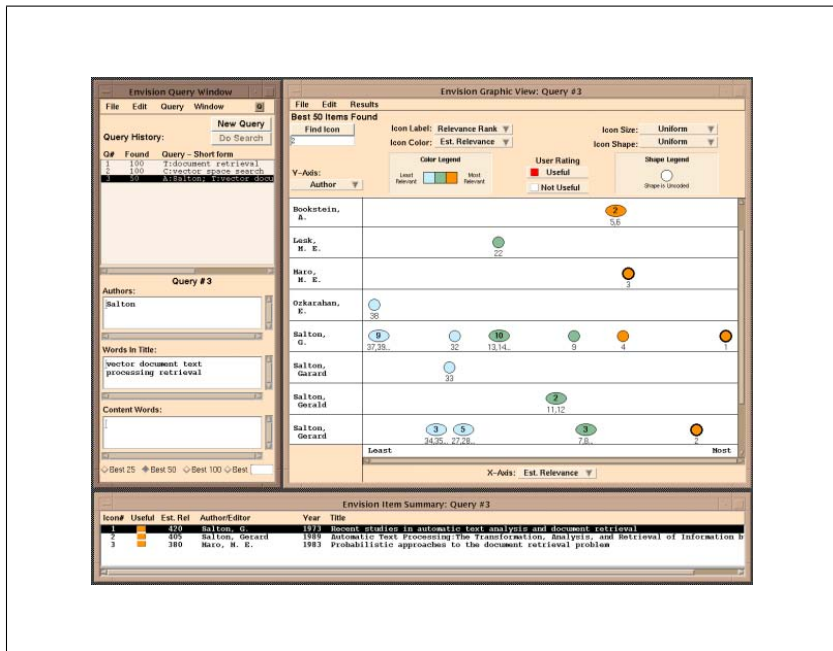 Envision Query Window
File Edit Query Window Q
New Query
Query History: Do Search
Q# Found Query – Short form
1 100 T:document retrieval
2 100 C:vector space search
3 50 A:Salton; T:vector docu
Query #3
Authors:
Salton
Words In Title:
vector document text
processing retrieval
Content Words:
Best 25 Best 50 Best 100 Best
Envision Graphic View: Query #3
File Edit Results
Best 50 Items Found
Find Icon
Icon Label: Relevance Rank
Icon Size: Uniform
Icon Color: Est. Relevance
Icon Shape: Uniform
Color Legend
Least Relevant
Most Relevant
User Rating
Useful
Not Useful
Shape Legend
Shape is Uncoded
Y-Axis:
Author
Bookstein, A.
2
5,6
Lesk, M. E.
22
Maro, M. E.
3
Ozkarahan, E.
38
Salton, G.
9 10
37,39... 32 13,14... 9 4 1
Salton, Garard
33
Salton, Gerald
2
11,12
Salton, Gerard
3 5 3
34,35... 27,28... 7,8... 2
Least Most
X-Axis: Est. Relevance
Envision Item Summary: Query #3
Icon# Useful Est. Rel Author/Editor Year Title
1 420 Salton, G. 1973 Recent studies in automatic text analysis and document retrieval
2 405 Salton, Gerard 1989 Automatic Text Processing:The Transformation, Analysis, and Retrieval of Information b
3 380 Maro, M. E. 1983 Probabilistic approaches to the document retrieval problem